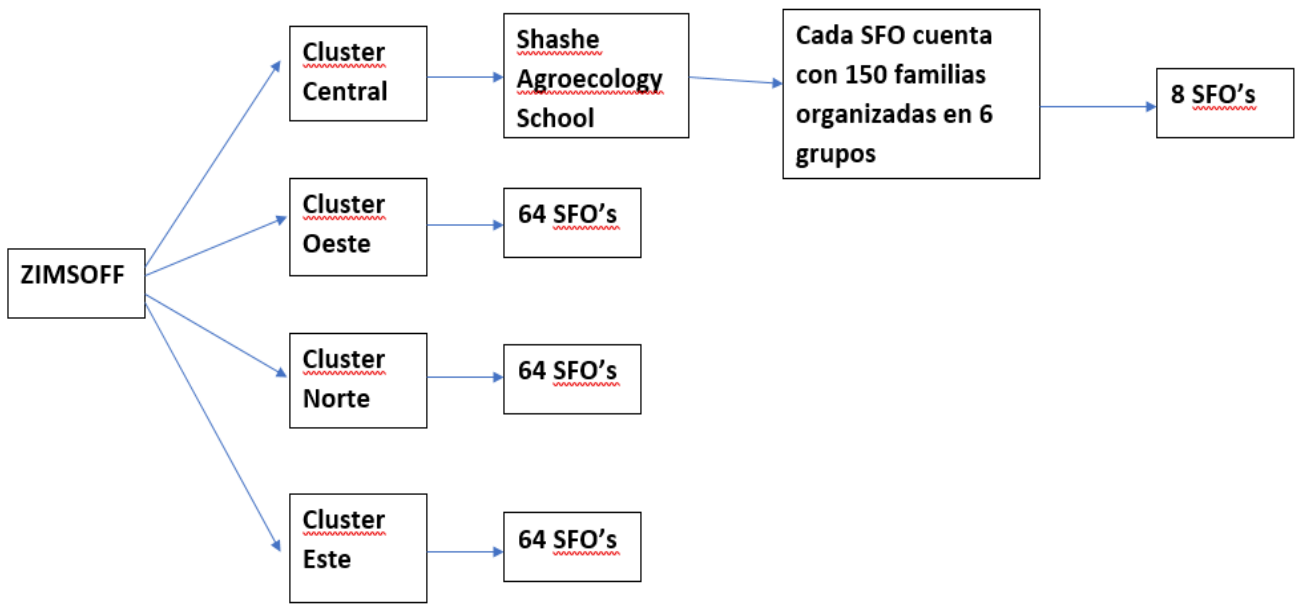 ZIMSOFF
Cluster
Central
Shashe
Agroecology
School
Cada SFO cuenta
con 150 familias
organizadas en 6
grupos
8 SFO’s
Cluster
Oeste
64 SFO’s
Cluster
Norte
64 SFO’s
Cluster
Este
64 SFO’s